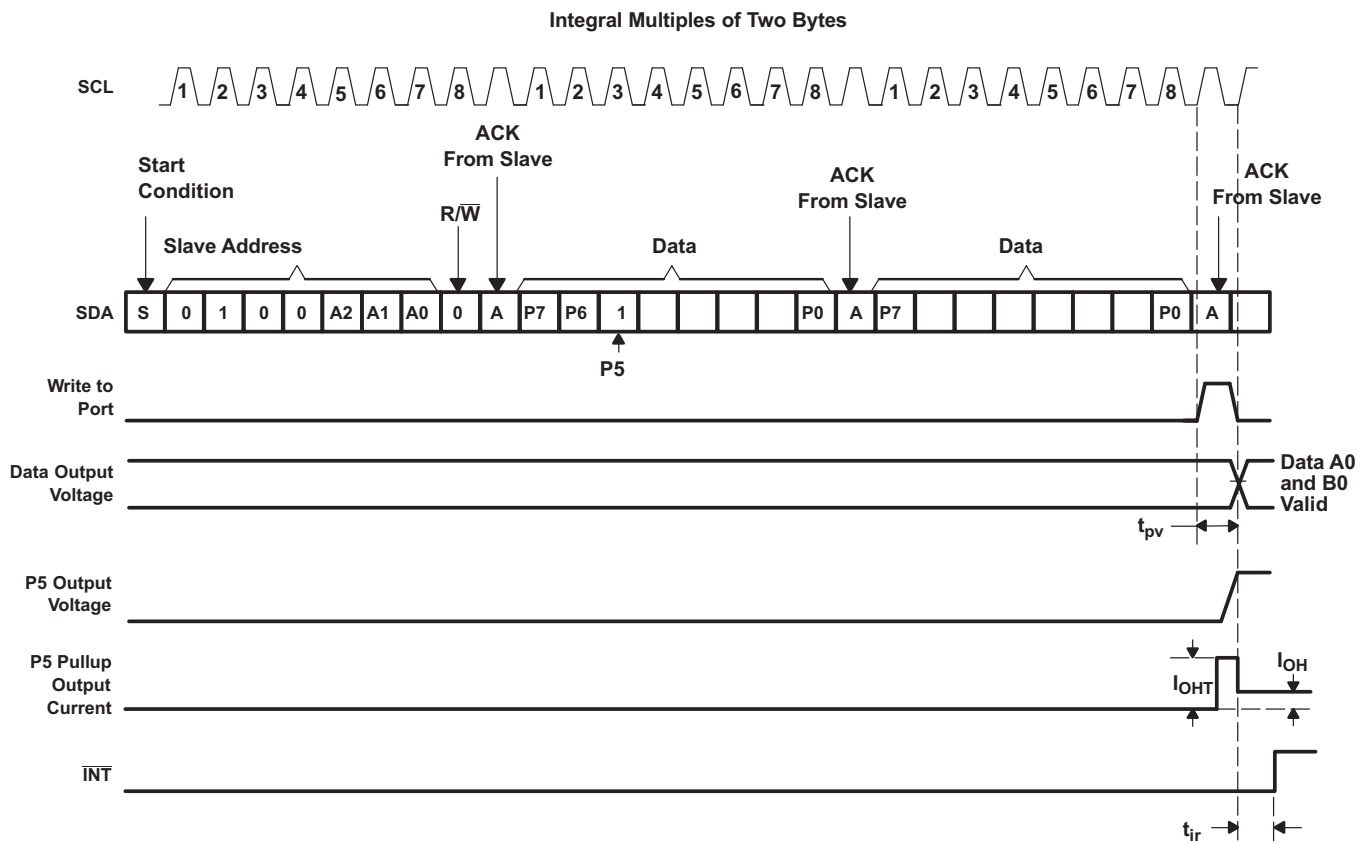 Integral Multiples of Two Bytes
SCL
1 2 3 4 5 6 7 8 1 2 3 4 5 6 7 8 1 2 3 4 5 6 7 8
Start
Condition
ACK
From Slave
ACK
From Slave
ACK
From Slave
R/W̅
Slave Address
Data
Data
SDA
S 0 1 0 0 A2 A1 A0 0 A P7 P6 1 P0 A P7 P0 A
P5
Write to
Port
Data Output
Voltage
Data A0
and B0
Valid
tpv
P5 Output
Voltage
P5 Pullup
Output
Current
IOHT
IOH
I̅N̅T̅
tir